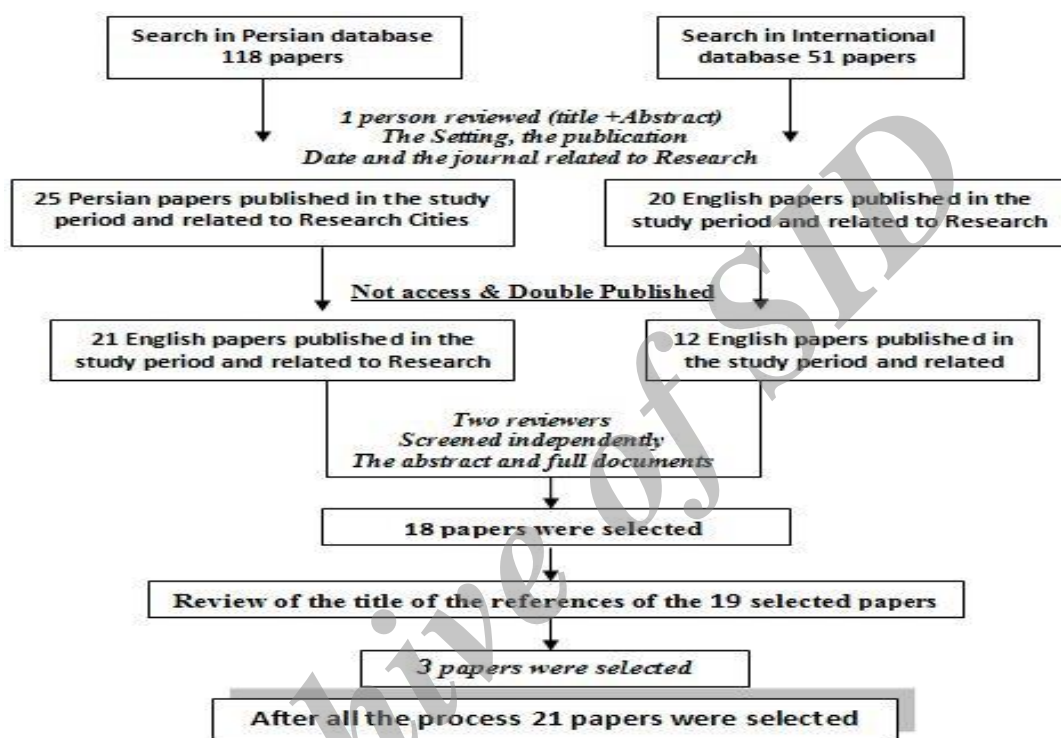 Search in Persian database
118 papers
Search in International
database 51 papers
1 person reviewed (title +Abstract)
The Setting, the publication
Date and the journal related to Research
25 Persian papers published in the study
period and related to Research Cities
20 English papers published in the
study period and related to Research
Not access & Double Published
21 English papers published in the
study period and related to Research
12 English papers published in
the study period and related
Two reviewers
Screened independently
The abstract and full documents
18 papers were selected
Review of the title of the references of the 19 selected papers
3 papers were selected
After all the process 21 papers were selected
hive of SID